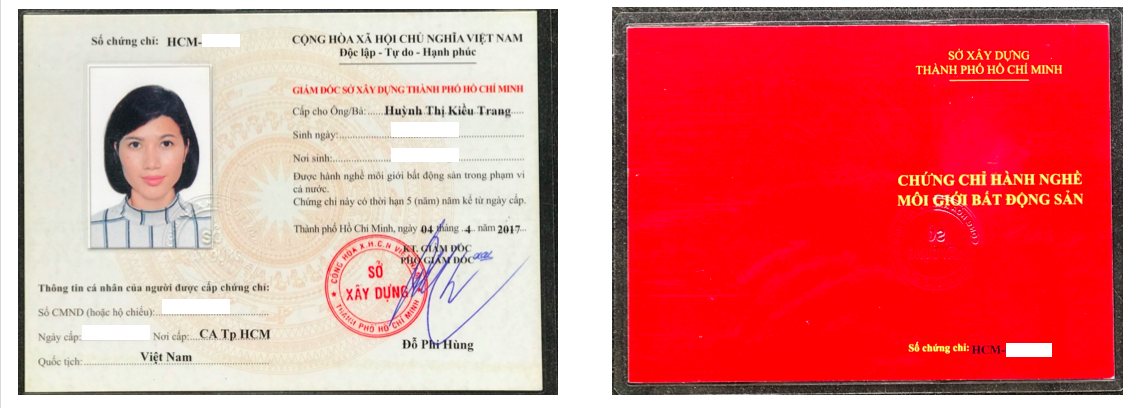 Số chứng chỉ: HCM-
CỘNG HÒA XÃ HỘI CHỦ NGHĨA VIỆT NAM
Độc lập - Tự do - Hạnh phúc
GIÁM ĐỐC SỞ XÂY DỰNG THÀNH PHỐ HỒ CHÍ MINH
Cấp cho Ông/Bà: Huỳnh Thị Kiều Trang
Sinh ngày:
Nơi sinh:
Được hành nghề môi giới bất động sản trong phạm vi
cả nước.
Chứng chỉ này có thời hạn 5 (năm) năm kể từ ngày cấp.
Thành phố Hồ Chí Minh, ngày 04 tháng 4 năm 2017
KT. GIÁM ĐỐC
PHÓ GIÁM ĐỐC
CỘNG HÒA X.H.C.N VIỆT NAM
SỞ
XÂY DỰNG
THÀNH PHỐ HỒ CHÍ MINH
Đỗ Phi Hùng
Thông tin cá nhân của người được cấp chứng chỉ:
Số CMND (hoặc hộ chiếu):
Ngày cấp: Nơi cấp: CA Tp HCM
Quốc tịch: Việt Nam
SỞ XÂY DỰNG
THÀNH PHỐ HỒ CHÍ MINH
CHỨNG CHỈ HÀNH NGHỀ
MÔI GIỚI BẤT ĐỘNG SẢN
Số chứng chỉ: HCM-